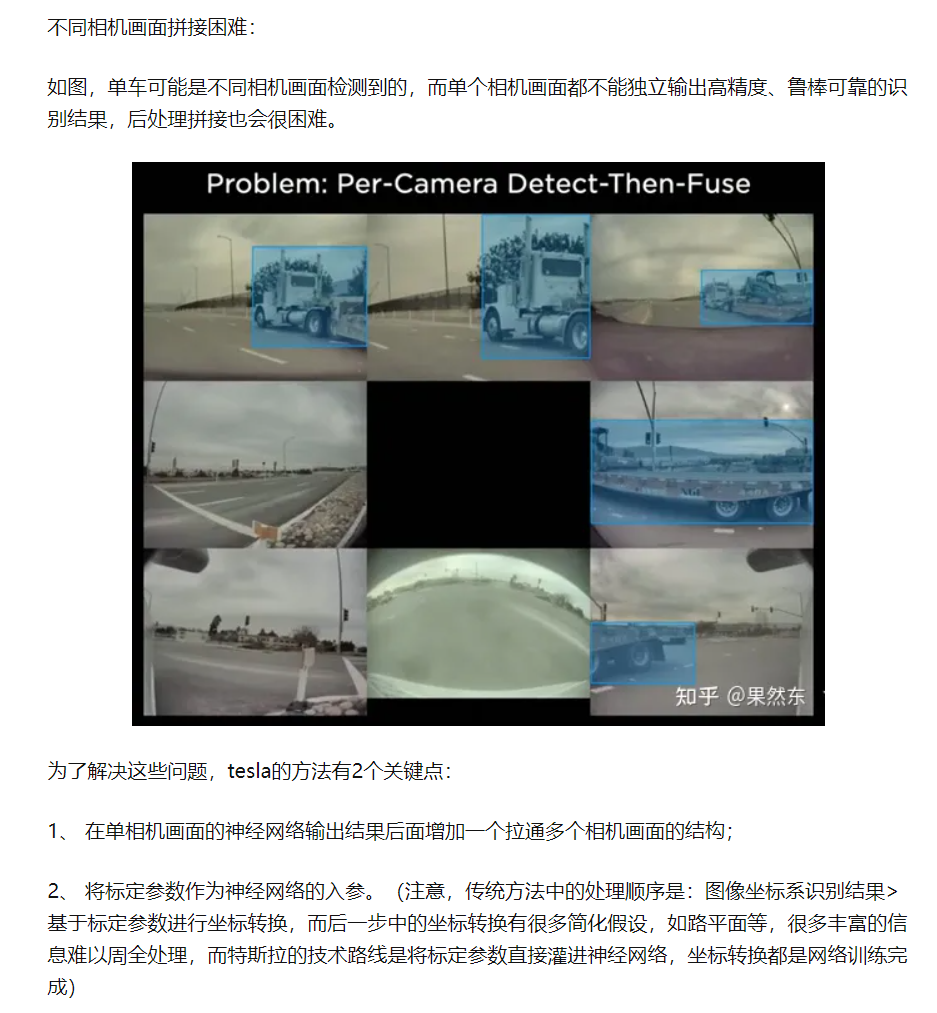 不同相机画面拼接困难：
如图，单车可能是不同相机画面检测到的，而单个相机画面都不能独立输出高精度、鲁棒可靠的识
别结果，后处理拼接也会很困难。
Problem: Per-Camera Detect-Then-Fuse
知乎 @果然东
为了解决这些问题，tesla的方法有2个关键点：
1、 在单相机画面的神经网络输出结果后面增加一个拉通多个相机画面的结构；
2、 将标定参数作为神经网络的入参。（注意，传统方法中的处理顺序是：图像坐标系识别结果>
基于标定参数进行坐标转换，而后一步中的坐标转换有很多简化假设，如路平面等，很多丰富的信
息难以周全处理，而特斯拉的技术路线是将标定参数直接灌进神经网络，坐标转换都是网络训练完
成）